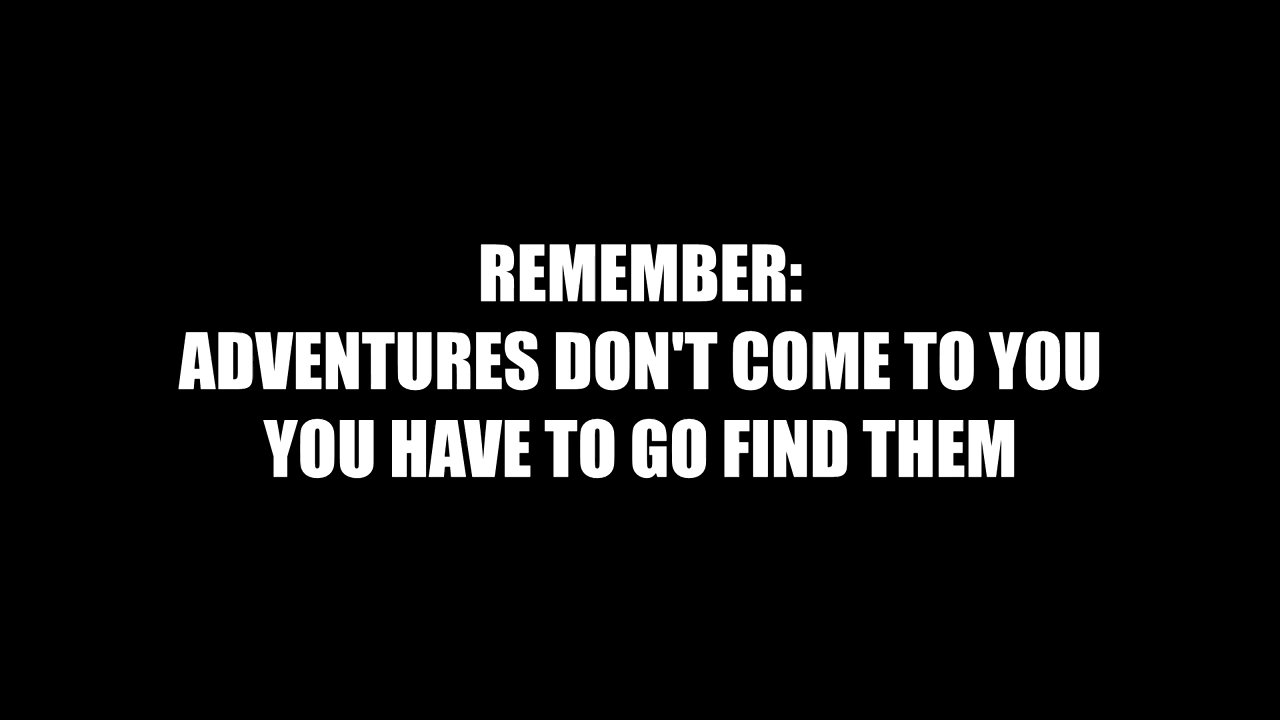 REMEMBER:
ADVENTURES DON'T COME TO YOU
YOU HAVE TO GO FIND THEM